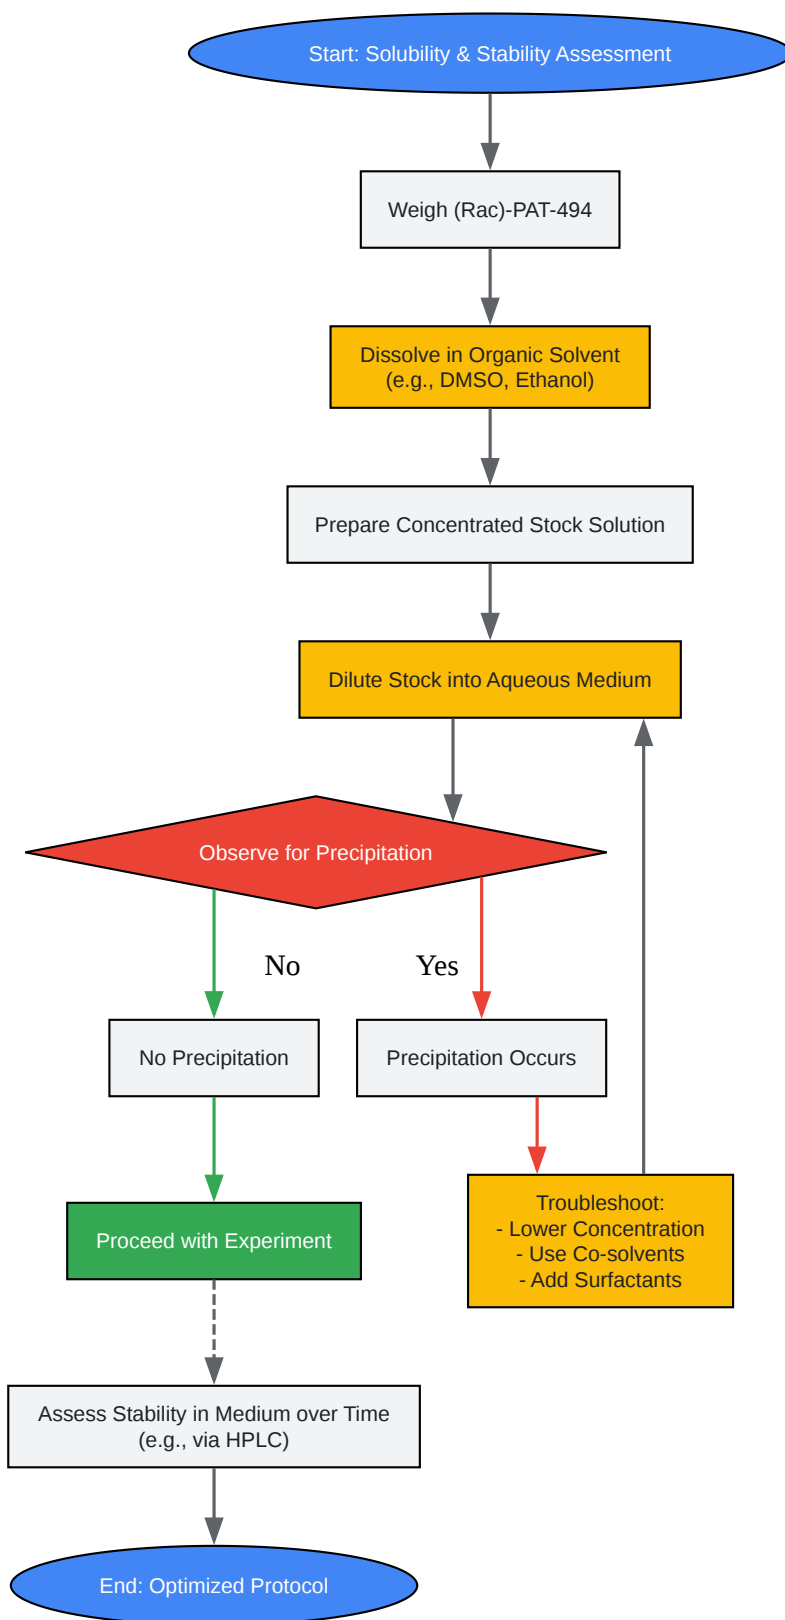 Start: Solubility & Stability Assessment
Weigh (Rac)-PAT-494
Dissolve in Organic Solvent
(e.g., DMSO, Ethanol)
Prepare Concentrated Stock Solution
Dilute Stock into Aqueous Medium
Observe for Precipitation
No
Yes
No Precipitation
Precipitation Occurs
Troubleshoot:
- Lower Concentration
- Use Co-solvents
- Add Surfactants
Proceed with Experiment
Assess Stability in Medium over Time
(e.g., via HPLC)
End: Optimized Protocol